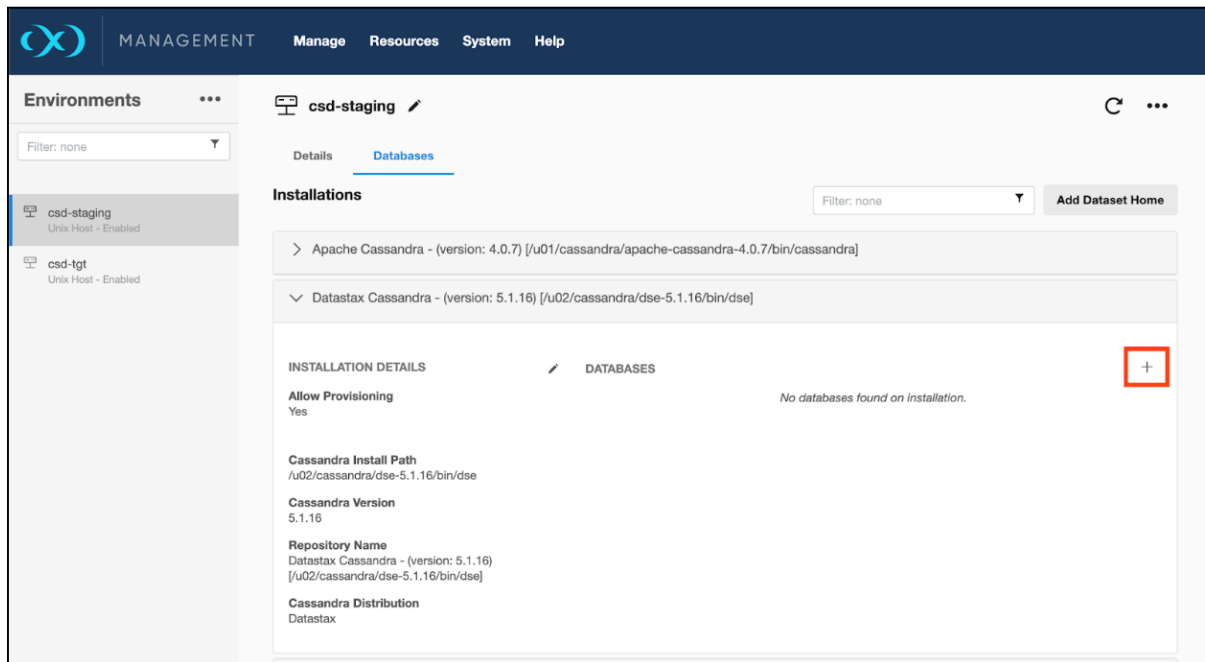 MANAGEMENT
Manage Resources System Help
Environments
Filter: none
csd-staging
Unix Host - Enabled
csd-tgt
Unix Host - Enabled
csd-staging
Details Databases
Installations
Filter: none
Add Dataset Home
Apache Cassandra - (version: 4.0.7) [/u01/cassandra/apache-cassandra-4.0.7/bin/cassandra]
Datastax Cassandra - (version: 5.1.16) [/u02/cassandra/dse-5.1.16/bin/dse]
INSTALLATION DETAILS
Allow Provisioning
Yes
Cassandra Install Path
/u02/cassandra/dse-5.1.16/bin/dse
Cassandra Version
5.1.16
Repository Name
Datastax Cassandra - (version: 5.1.16)
[/u02/cassandra/dse-5.1.16/bin/dse]
Cassandra Distribution
Datastax
DATABASES
No databases found on installation.